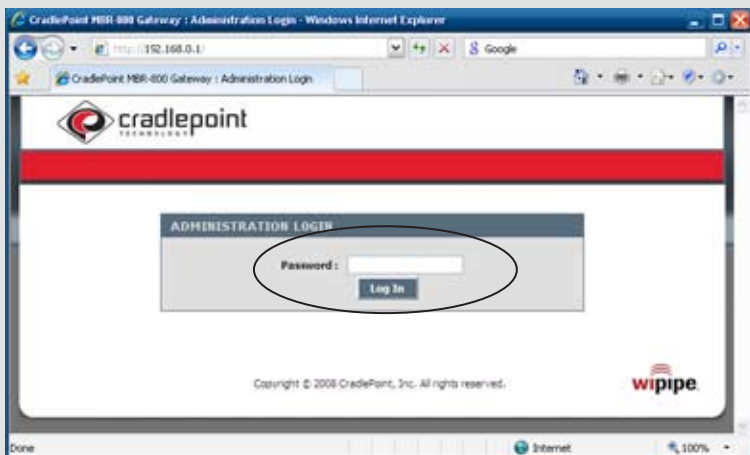 CradlePoint MBR-800 Gateway : Administration Login - Windows Internet Explorer
http://192.168.0.1/
Google
CradlePoint MBR-800 Gateway : Administration Login
cradlepoint
TECHNOLOGY
ADMINISTRATION LOGIN
Password :
Log In
Copyright © 2008 CradlePoint, Inc. All rights reserved.
wipipe
Done
Internet
100%